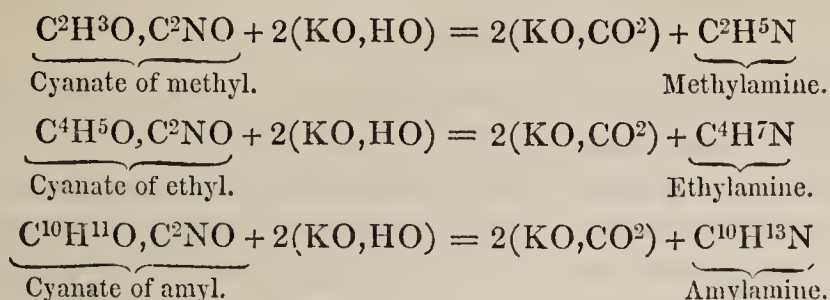 C²H³O,C²NO + 2(KO,HO) = 2(KO,CO²) + C²H⁵N
Cyanate of methyl. Methylamine.
C⁴H⁵O,C²NO + 2(KO,HO) = 2(KO,CO²) + C⁴H⁷N
Cyanate of ethyl. Ethylamine.
C¹⁰H¹¹O,C²NO + 2(KO,HO) = 2(KO,CO²) + C¹⁰H¹³N
Cyanate of amyl. Amylamine.